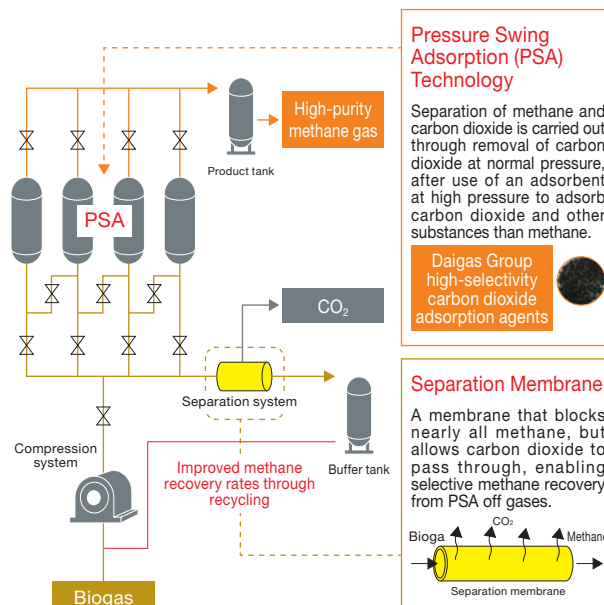 High-purity
methane gas
Product tank
PSA
CO₂
Separation system
Compression
system
Improved methane
recovery rates through
recycling
Buffer tank
Biogas
Pressure Swing
Adsorption (PSA)
Technology
Separation of methane and
carbon dioxide is carried out
through removal of carbon
dioxide at normal pressure,
after use of an adsorbent
at high pressure to adsorb
carbon dioxide and other
substances than methane.
Daigas Group
high-selectivity
carbon dioxide
adsorption agents
Separation Membrane
A membrane that blocks
nearly all methane, but
allows carbon dioxide to
pass through, enabling
selective methane recovery
from PSA off gases.
CO₂
Bioga
Methane
Separation membrane